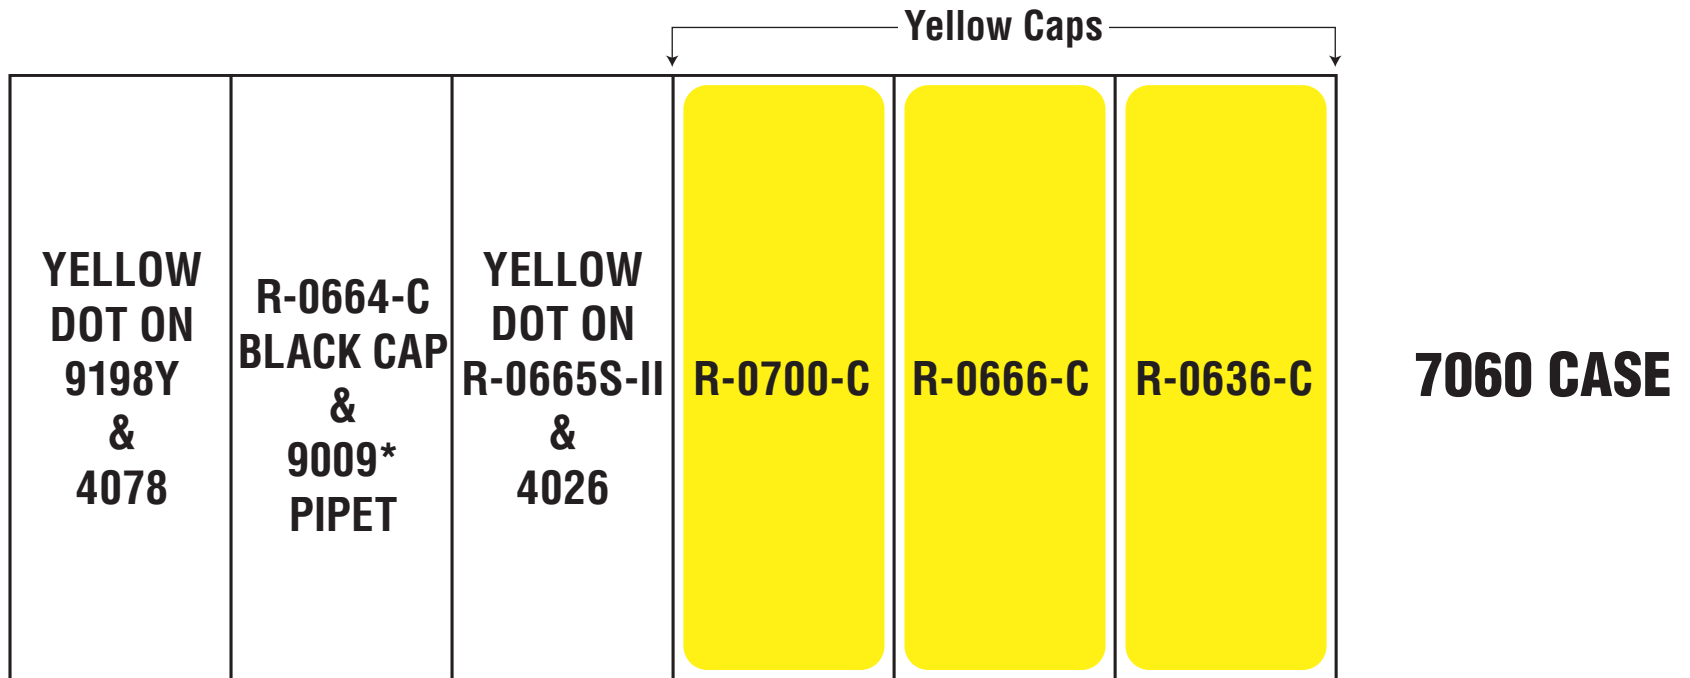 Yellow Caps
YELLOW
DOT ON
9198Y
&
4078
R-0664-C
BLACK CAP
&
9009*
PIPET
YELLOW
DOT ON
R-0665S-II
&
4026
R-0700-C
R-0666-C
R-0636-C
7060 CASE